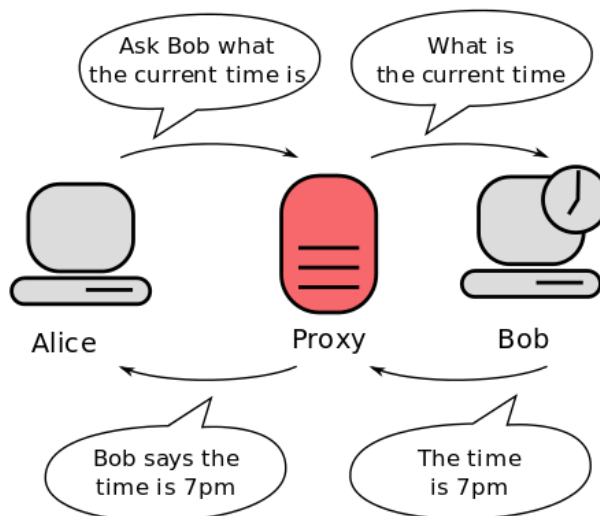 Ask Bob what
the current time is
What is
the current time
Alice
Proxy
Bob
Bob says the
time is 7pm
The time
is 7pm